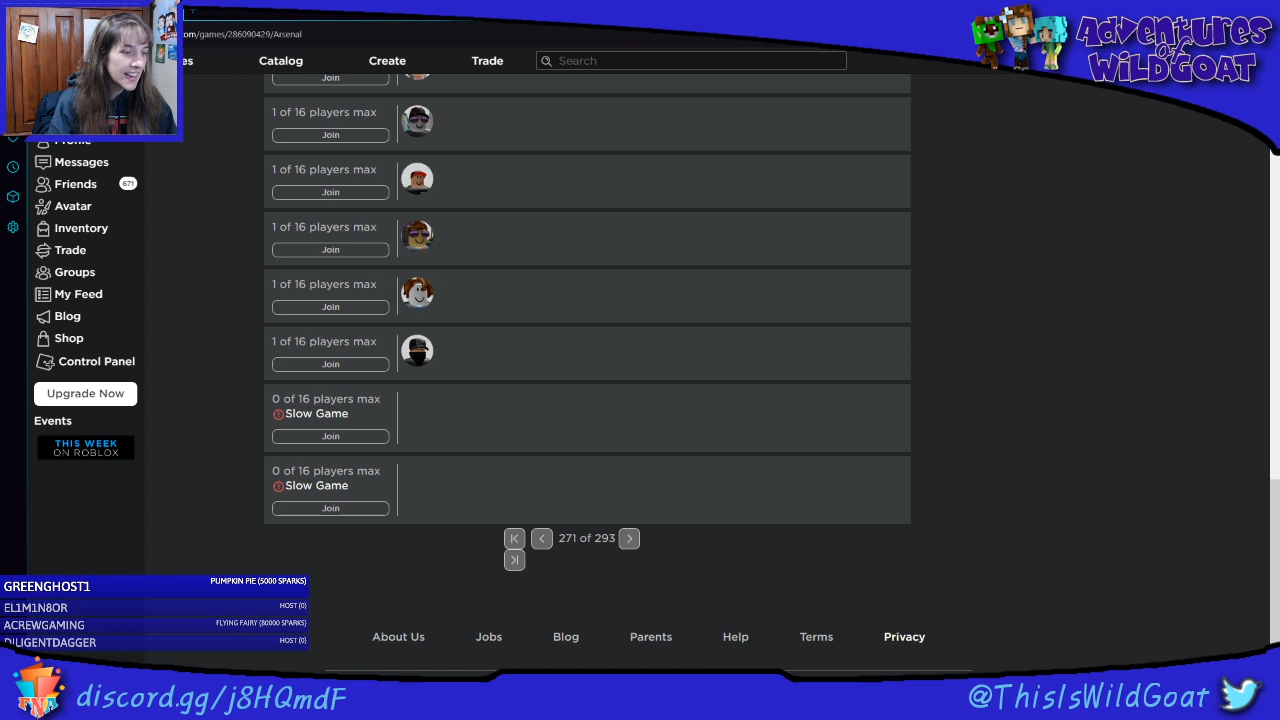 om/games/286090429/Arsenal
Adventures
of
WildGoat
es
Catalog
Create
Trade
Search
Join
1 of 16 players max
Join
1 of 16 players max
Join
1 of 16 players max
Join
1 of 16 players max
Join
1 of 16 players max
Join
0 of 16 players max
Slow Game
Join
0 of 16 players max
Slow Game
Join
271 of 293
Profile
Messages
Friends
671
Avatar
Inventory
Trade
Groups
My Feed
Blog
Shop
Control Panel
Upgrade Now
Events
THIS WEEK
ON ROBLOX
GREENGHOST1 PUMPKIN PIE (5000 SPARKS)
EL1M1N8OR HOST (0)
ACREWGAMING FLYING FAIRY (80000 SPARKS)
DILIGENTDAGGER HOST (0)
About Us
Jobs
Blog
Parents
Help
Terms
Privacy
FNA
discord.gg/j8HQmdF
@ThisIsWildGoat